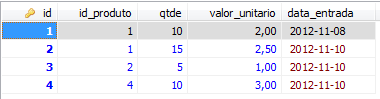 id id_produto qtde valor_unitario data_entrada
1 1 10 2,00 2012-11-08
2 1 15 2,50 2012-11-10
3 2 5 1,00 2012-11-10
4 4 10 3,00 2012-11-10